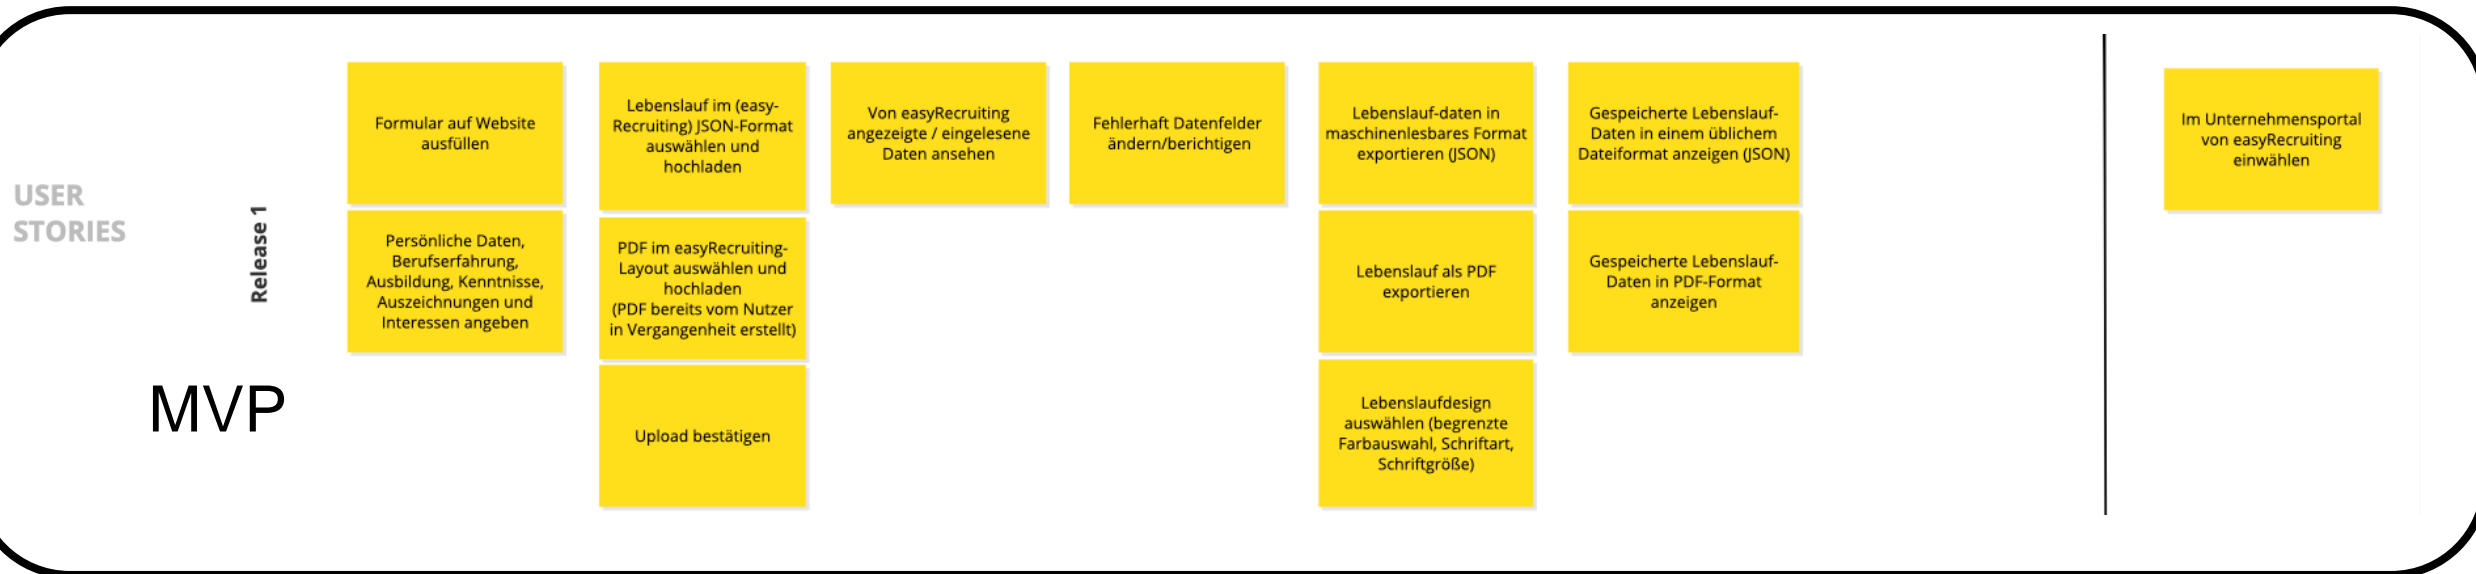 USER
STORIES
Release 1
MVP
Formular auf Website
ausfüllen
Persönliche Daten,
Berufserfahrung,
Ausbildung, Kenntnisse,
Auszeichnungen und
Interessen angeben
Lebenslauf im (easy-
Recruiting) JSON-Format
auswählen und
hochladen
PDF im easyRecruiting-
Layout auswählen und
hochladen
(PDF bereits vom Nutzer
in Vergangenheit erstellt)
Upload bestätigen
Von easyRecruiting
angezeigte / eingelesene
Daten ansehen
Fehlerhaft Datenfelder
ändern/berichtigen
Lebenslauf-daten in
maschinenlesbares Format
exportieren (JSON)
Lebenslauf als PDF
exportieren
Lebenslaufdesign
auswählen (begrenzte
Farbauswahl, Schriftart,
Schriftgröße)
Gespeicherte Lebenslauf-
Daten in einem üblichem
Dateiformat anzeigen (JSON)
Gespeicherte Lebenslauf-
Daten in PDF-Format
anzeigen
Im Unternehmensportal
von easyRecruiting
einwählen